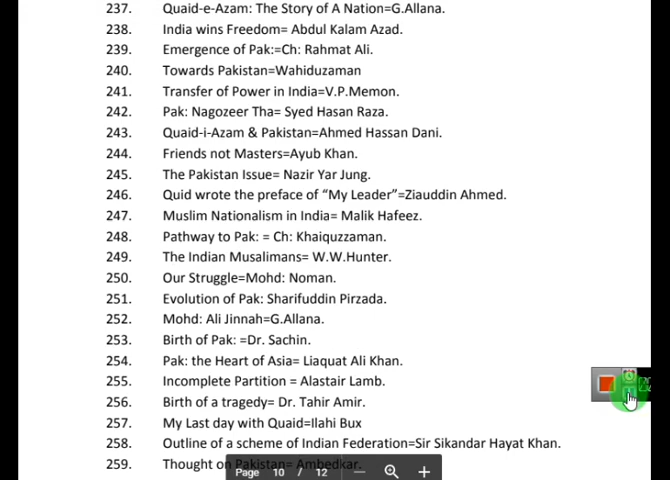 237. Quaid-e-Azam: The Story of A Nation=G.Allana.
238. India wins Freedom= Abdul Kalam Azad.
239. Emergence of Pak:=Ch: Rahmat Ali.
240. Towards Pakistan=Wahiduzaman
241. Transfer of Power in India=V.P.Memon.
242. Pak: Nagozeer Tha= Syed Hasan Raza.
243. Quaid-i-Azam & Pakistan=Ahmed Hassan Dani.
244. Friends not Masters=Ayub Khan.
245. The Pakistan Issue= Nazir Yar Jung.
246. Quid wrote the preface of “My Leader”=Ziauddin Ahmed.
247. Muslim Nationalism in India= Malik Hafeez.
248. Pathway to Pak: = Ch: Khaiquzzaman.
249. The Indian Musalimans= W.W.Hunter.
250. Our Struggle=Mohd: Noman.
251. Evolution of Pak: Sharifuddin Pirzada.
252. Mohd: Ali Jinnah=G.Allana.
253. Birth of Pak: =Dr. Sachin.
254. Pak: the Heart of Asia= Liaquat Ali Khan.
255. Incomplete Partition = Alastair Lamb.
256. Birth of a tragedy= Dr. Tahir Amir.
257. My Last day with Quaid=Ilahi Bux
258. Outline of a scheme of Indian Federation=Sir Sikandar Hayat Khan.
259. Thought on Pakistan= Ambedkar.
Page 10 / 12